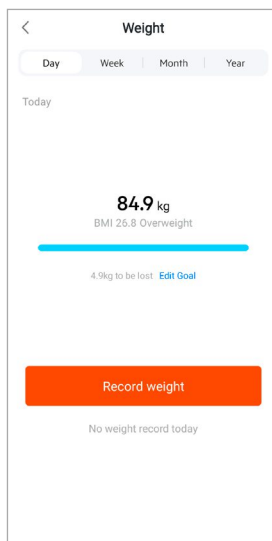 Weight
Day Week Month Year
Today
84.9 kg
BMI 26.8 Overweight
4.9kg to be lost Edit Goal
Record weight
No weight record today